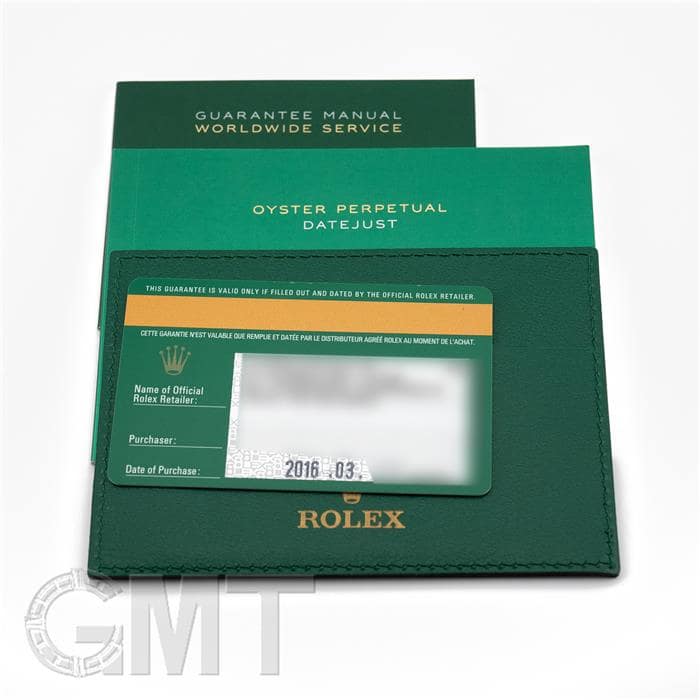 GUARANTEE MANUAL
WORLDWIDE SERVICE
OYSTER PERPETUAL
DATEJUST
THIS GUARANTEE IS VALID ONLY IF FILLED OUT AND DATED BY THE OFFICIAL ROLEX RETAILER.
CETTE GARANTIE N'EST VALABLE QUE REMPLIE ET DATÉE PAR LE DISTRIBUTEUR AGRÉÉ ROLEX AU MOMENT DE L'ACHAT.
Name of Official
Rolex Retailer:
Purchaser:
Date of Purchase:
2016 .03.
ROLEX
GMT